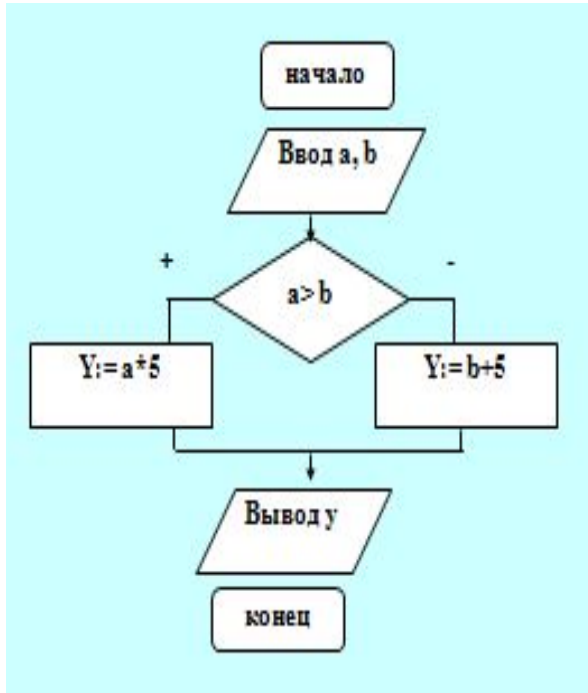 начало
Ввод a, b
+
-
a> b
Y:= a*5
Y:= b+5
Вывод y
конец